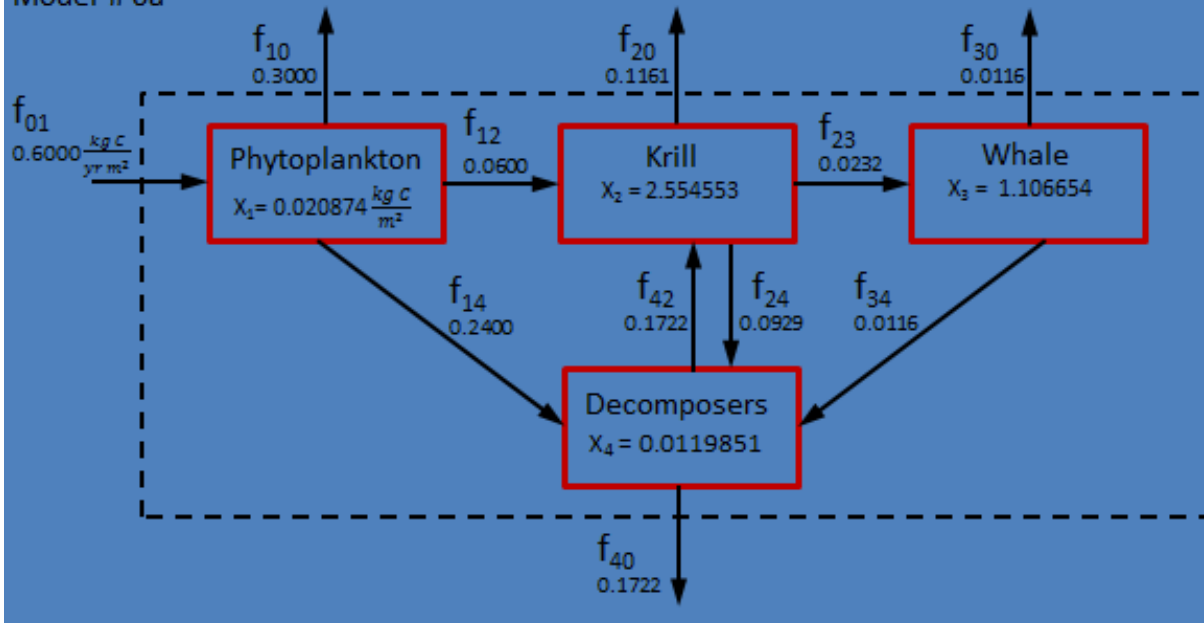 Model # 6a
f10
0.3000
f20
0.1161
f30
0.0116
f01
0.6000 kg C / yr m²
f12
0.0600
f23
0.0232
Phytoplankton
X1= 0.020874 kg C / m²
Krill
X2 = 2.554553
Whale
X3 = 1.106654
f14
0.2400
f42
0.1722
f24
0.0929
f34
0.0116
Decomposers
X4 = 0.0119851
f40
0.1722